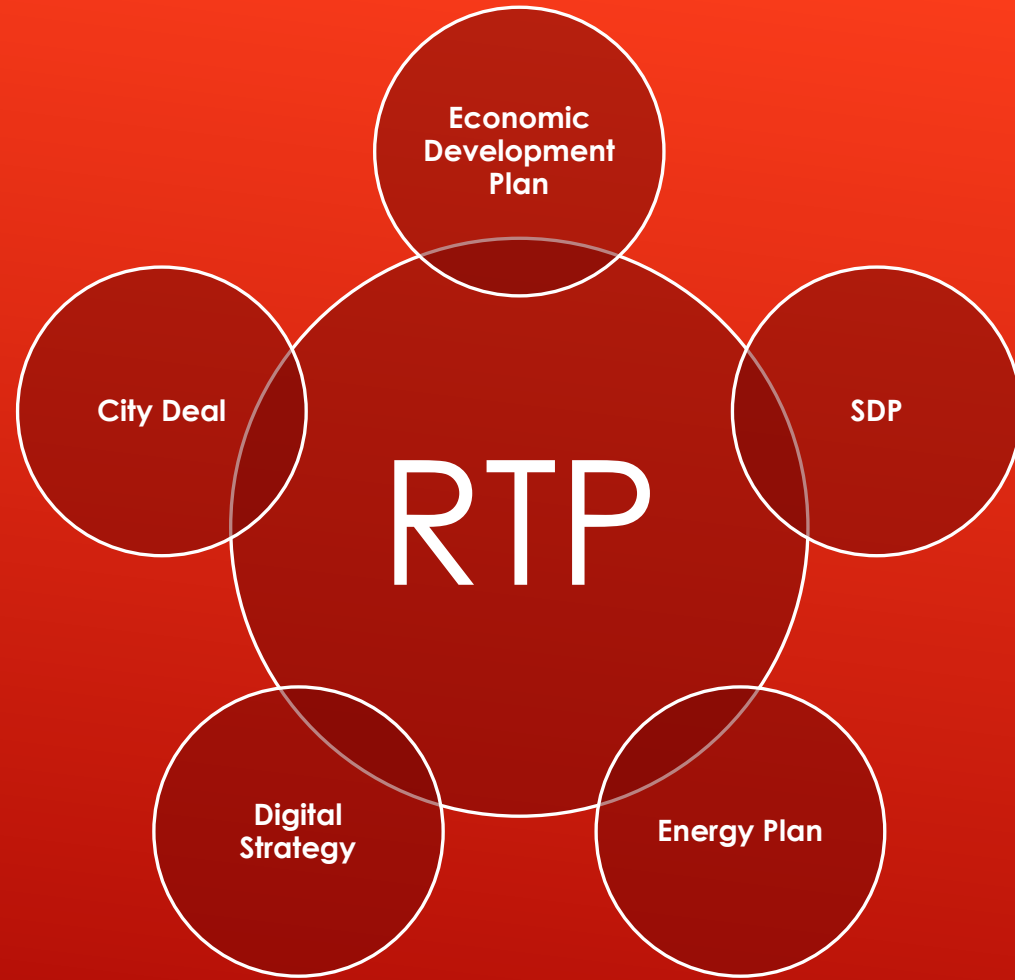 Economic
Development
Plan
City Deal
SDP
RTP
Digital
Strategy
Energy Plan